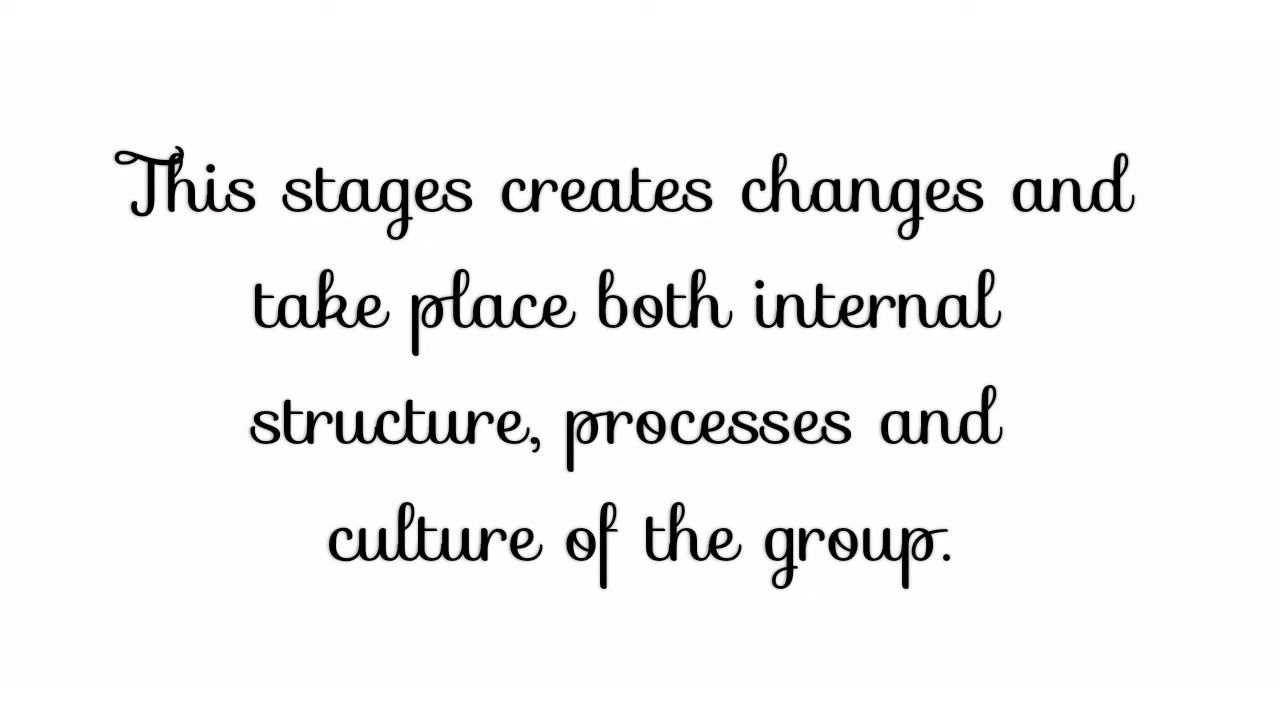 This stages creates changes and
take place both internal
structure, processes and
culture of the group.